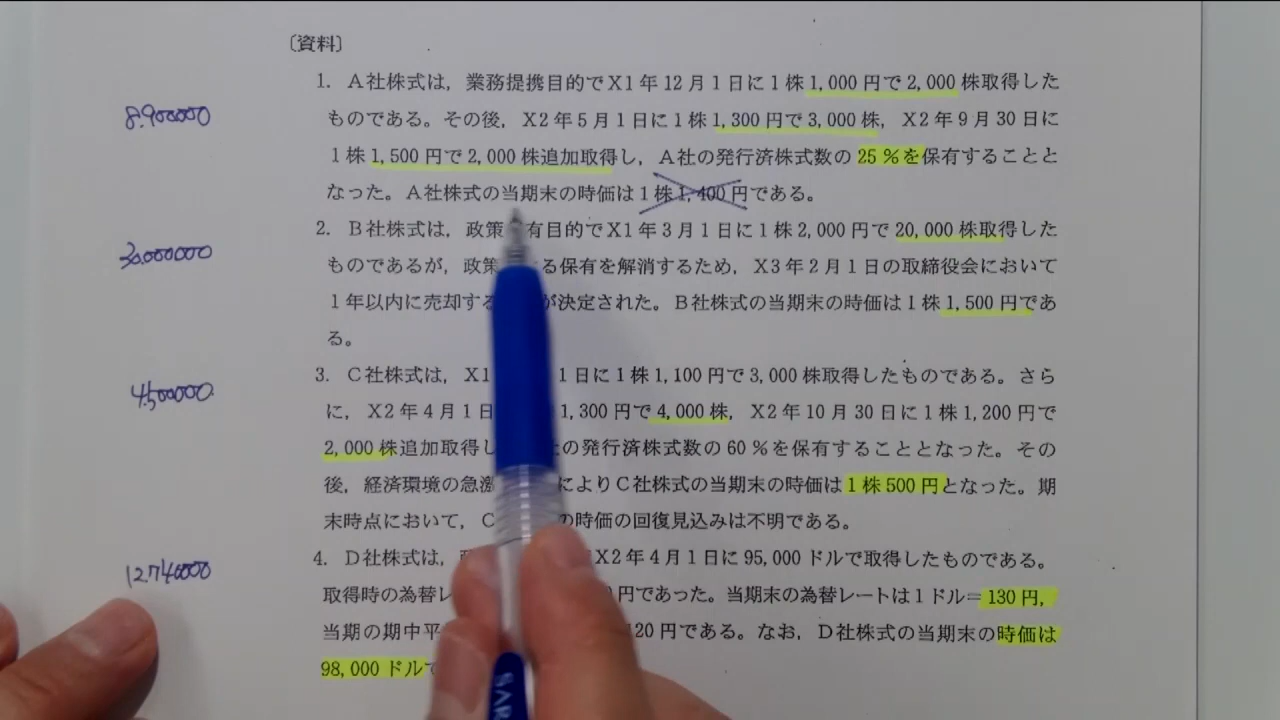 〔資料〕
1. A社株式は，業務提携目的でX1年12月1日に1株1,000円で2,000株取得した
8.900000
ものである。その後，X2年5月1日に1株1,300円で3,000株，X2年9月30日に
1株1,500円で2,000株追加取得し，A社の発行済株式数の25％を保有することと
なった。A社株式の当期末の時価は1株1,400円である。
2. B社株式は，政策 有目的でX1年3月1日に1株2,000円で20,000株取得した
30.000000
ものであるが，政策 る保有を解消するため，X3年2月1日の取締役会において
1年以内に売却する が決定された。B社株式の当期末の時価は1株1,500円であ
る。
3. C社株式は，X1 1日に1株1,100円で3,000株取得したものである。さら
4.500000
に，X2年4月1日 1,300円で4,000株，X2年10月30日に1株1,200円で
2,000株追加取得し の発行済株式数の60％を保有することとなった。その
後，経済環境の急激 によりC社株式の当期末の時価は1株500円となった。期
末時点において，C の時価の回復見込みは不明である。
4. D社株式は， X2年4月1日に95,000ドルで取得したものである。
12.740000
取得時の為替レ 円であった。当期末の為替レートは1ドル＝130円，
当期の期中平 120円である。なお，D社株式の当期末の時価は
98,000ドルで
SAR